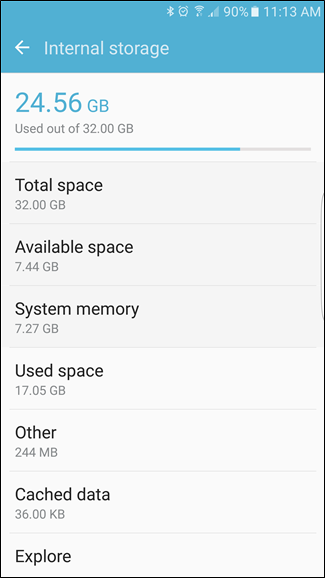 90% 11:13 AM
Internal storage
24.56 GB
Used out of 32.00 GB
Total space
32.00 GB
Available space
7.44 GB
System memory
7.27 GB
Used space
17.05 GB
Other
244 MB
Cached data
36.00 KB
Explore